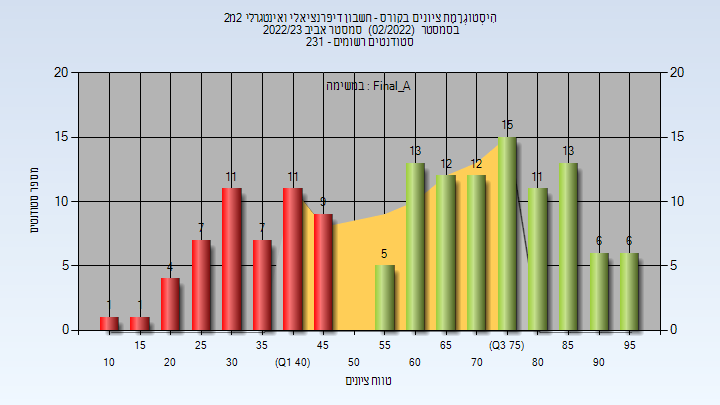 הִיסְטוֹגְרָמַת ציונים בקורס - חשבון דיפרנציאלי ואינטגרלי 2מ2
בסמסטר (02/2022) סמסטר אביב 2022/23
סטודנטים רשומים - 231
במשימה : Final_A
מספר סטודנטים
20 20
15 15
10 10
5 5
0 0
1 1 4 7 11 7 11 9 5 13 12 12 15 11 13 6 6
15 25 35 45 55 65 (Q3 75) 85 95
10 20 30 (Q1 40) 50 60 70 80 90
טווח ציונים